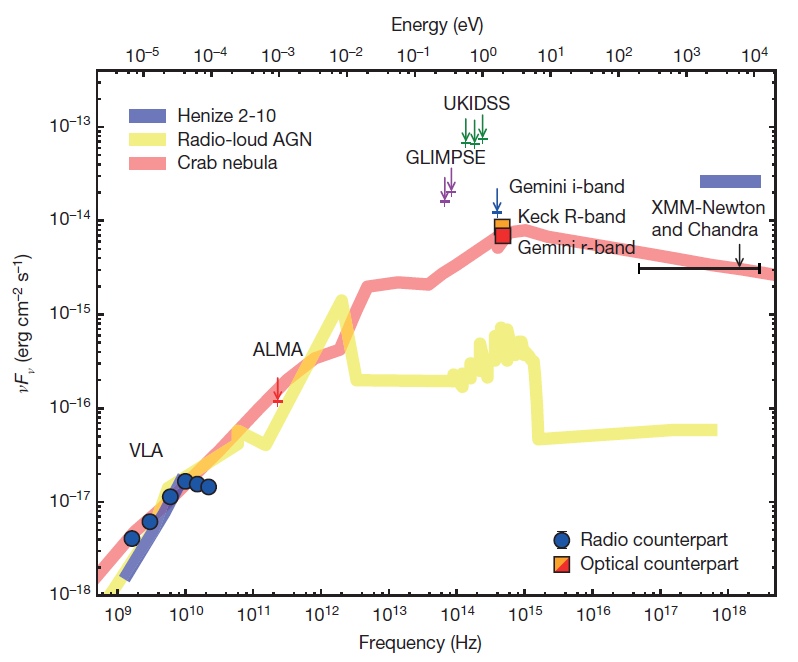 Energy (eV)
10⁻⁵ 10⁻⁴ 10⁻³ 10⁻² 10⁻¹ 10⁰ 10¹ 10² 10³ 10⁴
Henize 2-10
Radio-loud AGN
Crab nebula
UKIDSS
GLIMPSE
Gemini i-band
Keck R-band
Gemini r-band
XMM-Newton
and Chandra
ALMA
VLA
Radio counterpart
Optical counterpart
νFν (erg cm⁻² s⁻¹)
10⁻¹³
10⁻¹⁴
10⁻¹⁵
10⁻¹⁶
10⁻¹⁷
10⁻¹⁸
10⁹ 10¹⁰ 10¹¹ 10¹² 10¹³ 10¹⁴ 10¹⁵ 10¹⁶ 10¹⁷ 10¹⁸
Frequency (Hz)